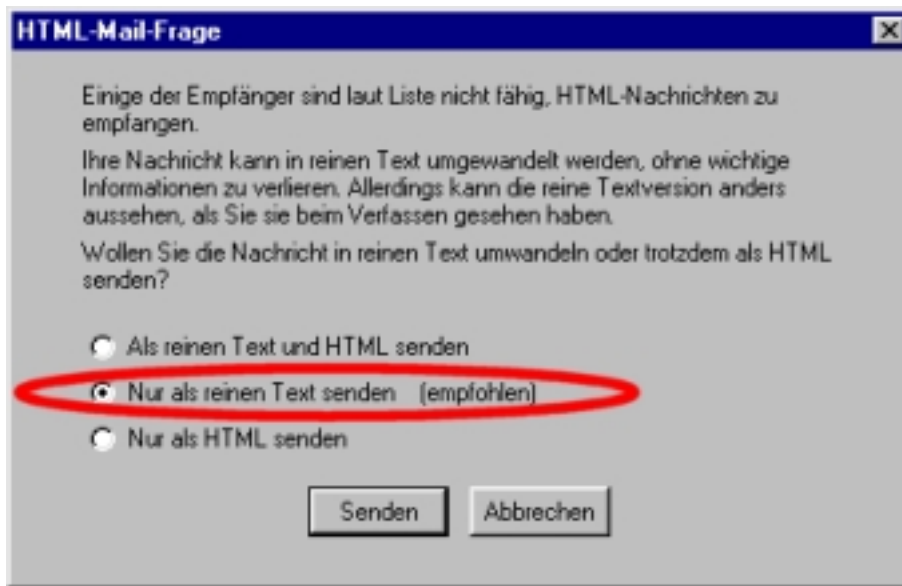 HTML-Mail-Frage
Einige der Empfänger sind laut Liste nicht fähig, HTML-Nachrichten zu
empfangen.
Ihre Nachricht kann in reinen Text umgewandelt werden, ohne wichtige
Informationen zu verlieren. Allerdings kann die reine Textversion anders
aussehen, als Sie sie beim Verfassen gesehen haben.
Wollen Sie die Nachricht in reinen Text umwandeln oder trotzdem als HTML
senden?
Als reinen Text und HTML senden
Nur als reinen Text senden (empfohlen)
Nur als HTML senden
Senden Abbrechen